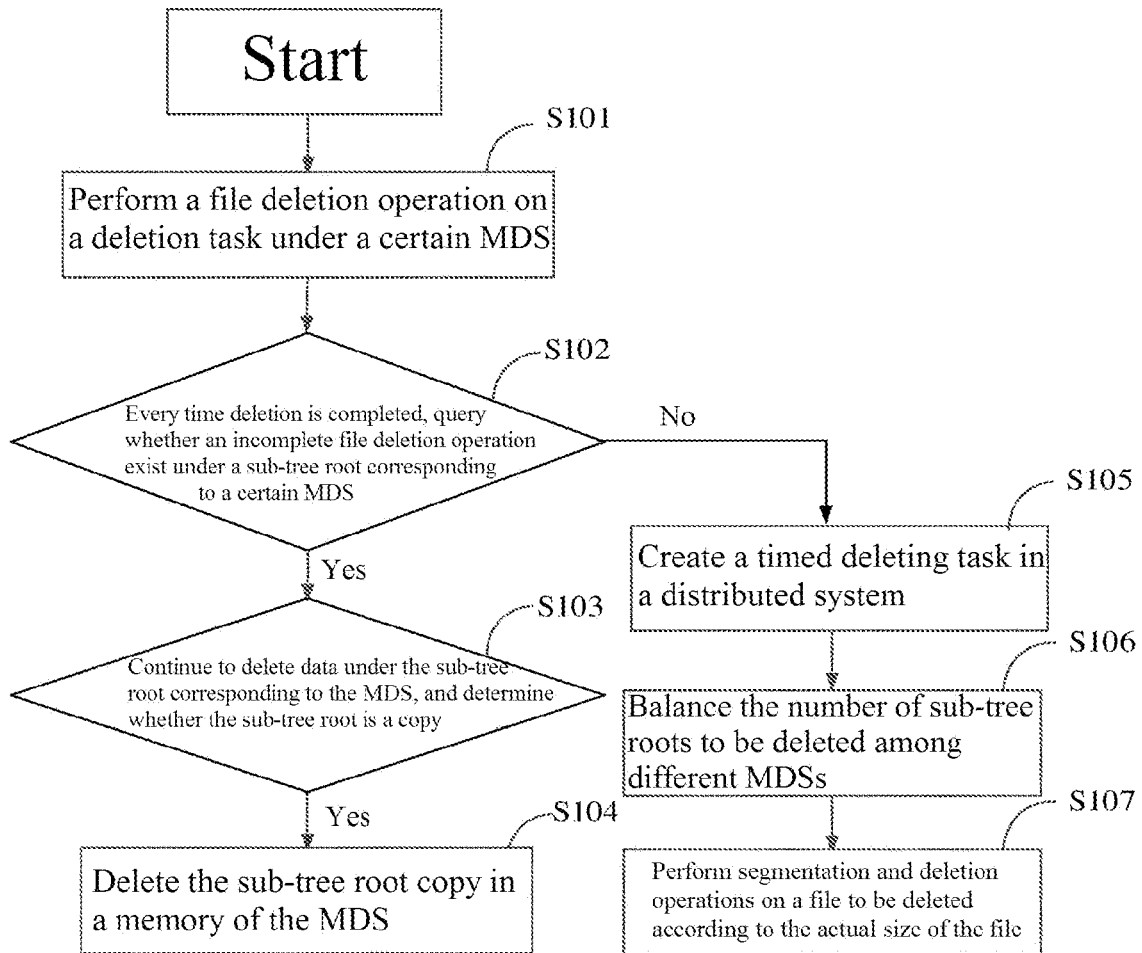 Start
S101
Perform a file deletion operation on
a deletion task under a certain MDS
S102
Every time deletion is completed, query
whether an incomplete file deletion operation
exist under a sub-tree root corresponding
to a certain MDS
No
Yes
S103
Continue to delete data under the sub-tree
root corresponding to the MDS, and determine
whether the sub-tree root is a copy
Yes
S104
Delete the sub-tree root copy in
a memory of the MDS
S105
Create a timed deleting task in
a distributed system
S106
Balance the number of sub-tree
roots to be deleted among
different MDSs
S107
Perform segmentation and deletion
operations on a file to be deleted
according to the actual size of the file